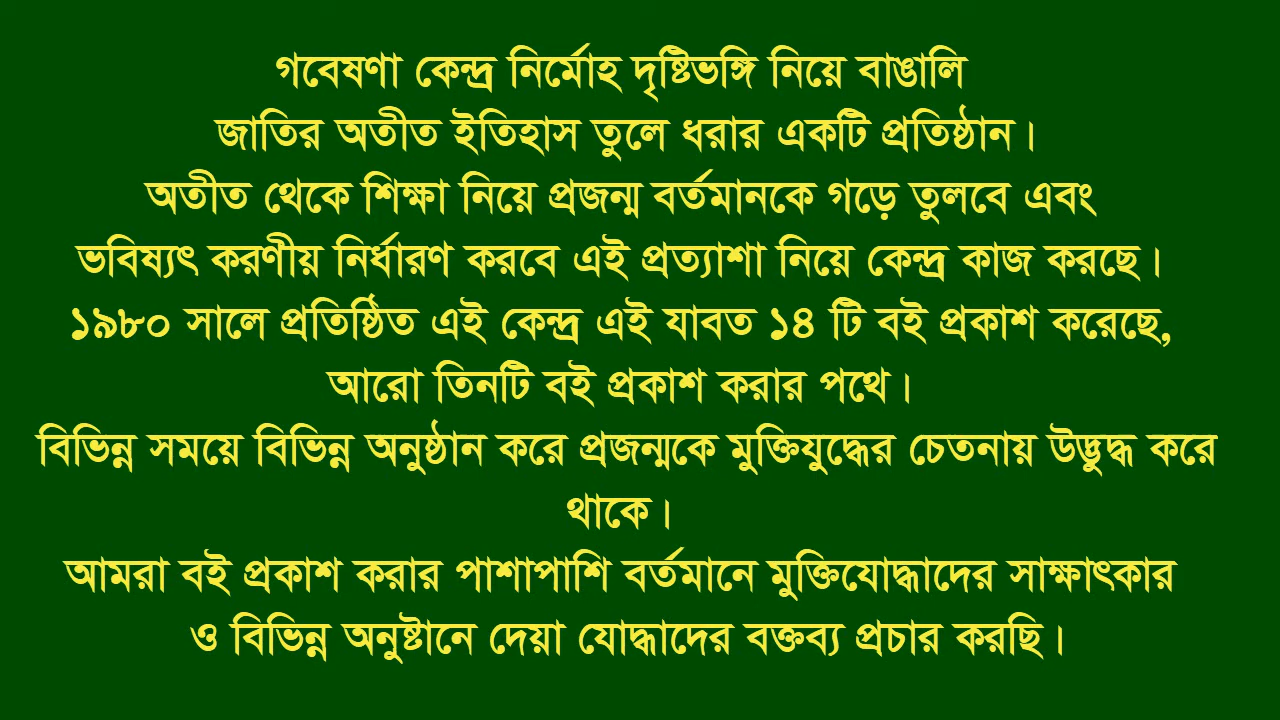 গবেষণা কেন্দ্র নির্মোহ দৃষ্টিভঙ্গি নিয়ে বাঙালি
জাতির অতীত ইতিহাস তুলে ধরার একটি প্রতিষ্ঠান।
অতীত থেকে শিক্ষা নিয়ে প্রজন্ম বর্তমানকে গড়ে তুলবে এবং
ভবিষ্যৎ করণীয় নির্ধারণ করবে এই প্রত্যাশা নিয়ে কেন্দ্র কাজ করছে।
১৯৮০ সালে প্রতিষ্ঠিত এই কেন্দ্র এই যাবত ১৪ টি বই প্রকাশ করেছে,
আরো তিনটি বই প্রকাশ করার পথে।
বিভিন্ন সময়ে বিভিন্ন অনুষ্ঠান করে প্রজন্মকে মুক্তিযুদ্ধের চেতনায় উদ্ভুদ্ধ করে
থাকে।
আমরা বই প্রকাশ করার পাশাপাশি বর্তমানে মুক্তিযোদ্ধাদের সাক্ষাৎকার
ও বিভিন্ন অনুষ্টানে দেয়া যোদ্ধাদের বক্তব্য প্রচার করছি।